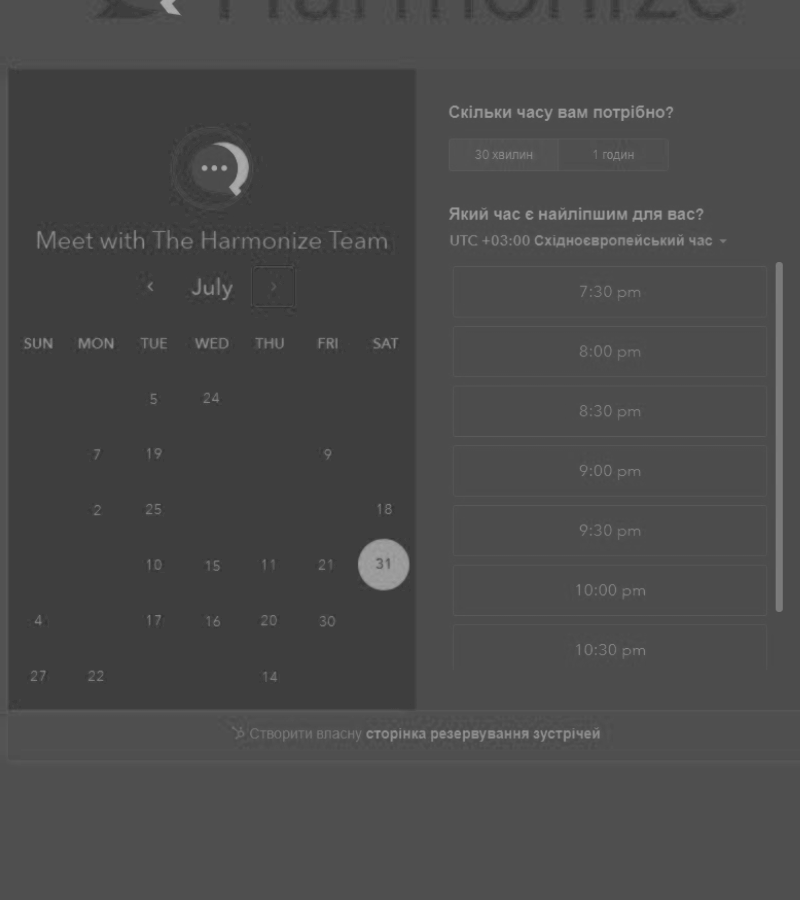 Harmonize
Meet with The Harmonize Team
July
SUN MON TUE WED THU FRI SAT
5 24
7 19 9
2 25 18
10 15 11 21 31
4 17 16 20 30
27 22 14
Скільки часу вам потрібно?
30 хвилин 1 годин
Який час є найліпшим для вас?
UTC +03:00 Східноєвропейський час
7:30 pm
8:00 pm
8:30 pm
9:00 pm
9:30 pm
10:00 pm
10:30 pm
Створити власну сторінка резервування зустрічей